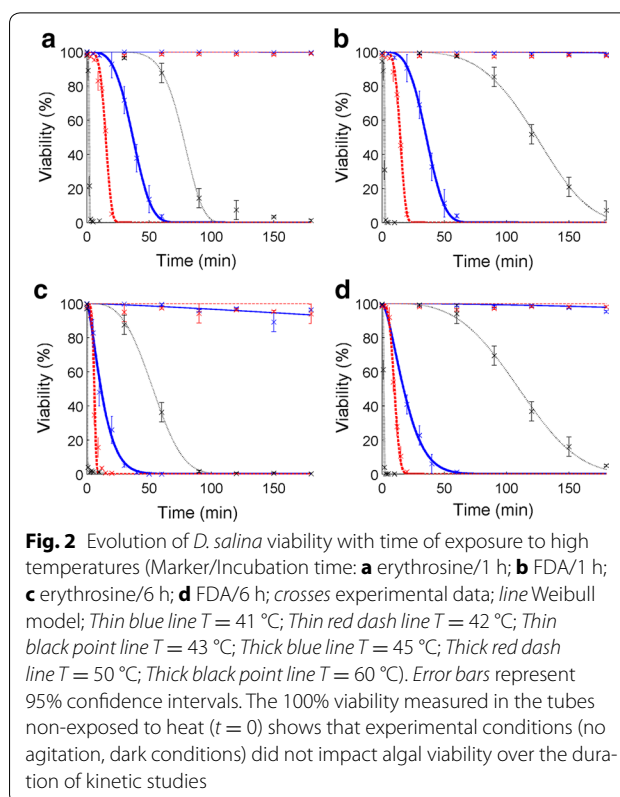 a
b
100
80
60
40
20
0
Viability (%)
0 50 100 150
Time (min)
100
80
60
40
20
0
Viability (%)
0 50 100 150
Time (min)
c
d
100
80
60
40
20
0
Viability (%)
0 50 100 150
Time (min)
100
80
60
40
20
0
Viability (%)
0 50 100 150
Time (min)
Fig. 2 Evolution of D. salina viability with time of exposure to high
temperatures (Marker/Incubation time: a erythrosine/1 h; b FDA/1 h;
c erythrosine/6 h; d FDA/6 h; crosses experimental data; line Weibull
model; Thin blue line T = 41 °C; Thin red dash line T = 42 °C; Thin
black point line T = 43 °C; Thick blue line T = 45 °C; Thick red dash
line T = 50 °C; Thick black point line T = 60 °C). Error bars represent
95% confidence intervals. The 100% viability measured in the tubes
non-exposed to heat (t = 0) shows that experimental conditions (no
agitation, dark conditions) did not impact algal viability over the dura-
tion of kinetic studies